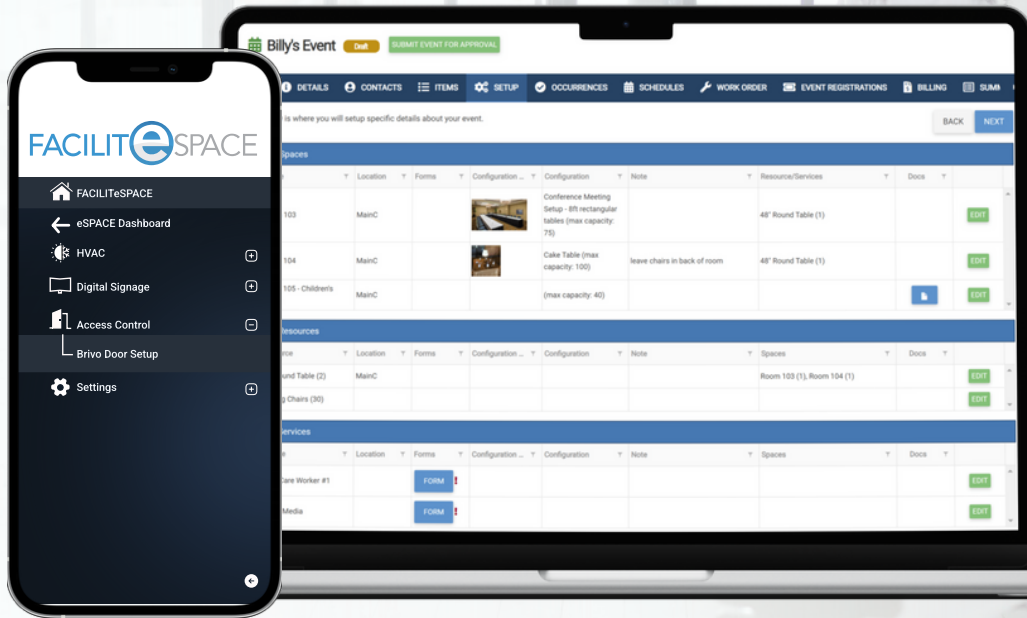 FACILITeSPACE
FACILITeSPACE
eSPACE Dashboard
HVAC
Digital Signage
Access Control
Brivo Door Setup
Settings
Billy's Event Draft SUBMIT EVENT FOR APPROVAL
DETAILS CONTACTS ITEMS SETUP OCCURRENCES SCHEDULES WORK ORDER EVENT REGISTRATIONS BILLING SUM
is where you will setup specific details about your event.
BACK NEXT
Spaces
Location Forms Configuration ... Configuration Note Resource/Services Docs
Conference Meeting
Setup - 8ft rectangular
tables (max capacity:
75)
103 MainC 48" Round Table (1) EDIT
Cake Table (max
capacity: 100)
104 MainC leave chairs in back of room 48" Round Table (1) EDIT
105 - Children's
MainC (max capacity: 40) EDIT
Resources
Location Forms Configuration ... Configuration Note Spaces Docs
und Table (2) MainC Room 103 (1), Room 104 (1) EDIT
g Chairs (30) EDIT
ervices
Location Forms Configuration ... Configuration Note Spaces Docs
Care Worker #1 FORM ! EDIT
Media FORM ! EDIT